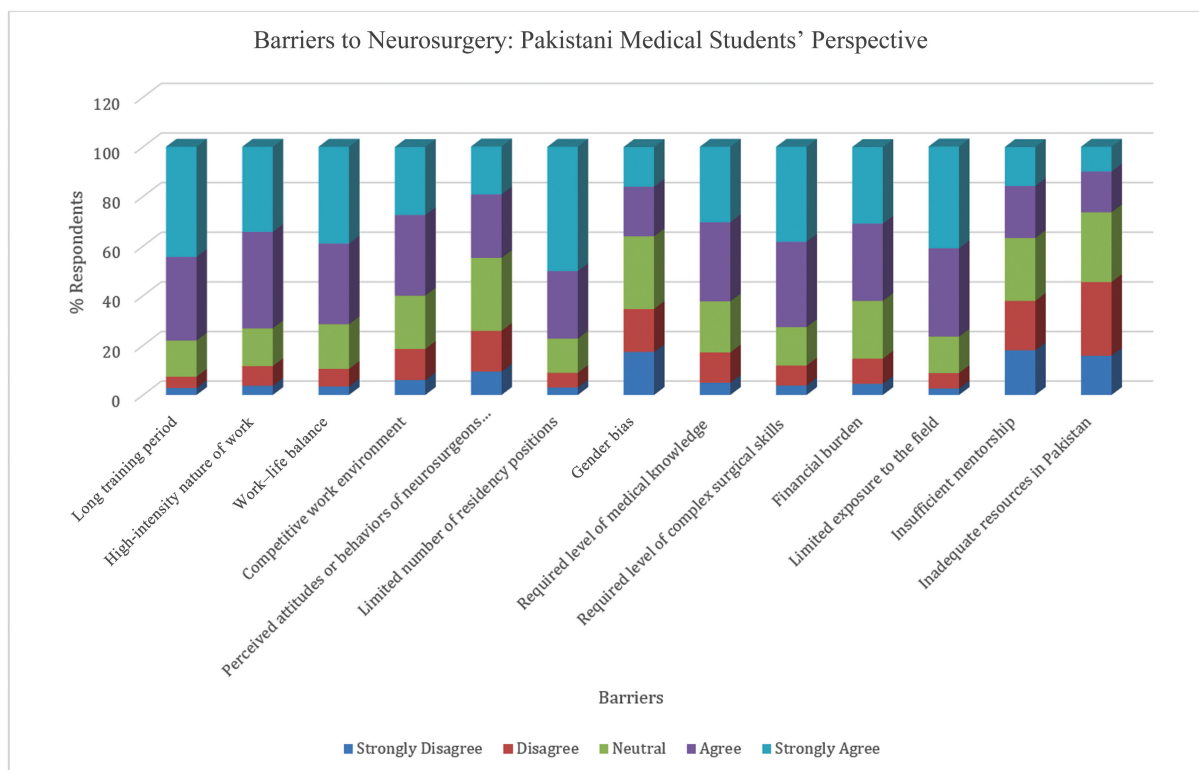 Barriers to Neurosurgery: Pakistani Medical Students’ Perspective
120
100
80
60
40
20
0
% Respondents
Long training period
High-intensity nature of work
Work–life balance
Competitive work environment
Perceived attitudes or behaviors of neurosurgeons...
Limited number of residency positions
Gender bias
Required level of medical knowledge
Required level of complex surgical skills
Financial burden
Limited exposure to the field
Insufficient mentorship
Inadequate resources in Pakistan
Barriers
Strongly Disagree Disagree Neutral Agree Strongly Agree